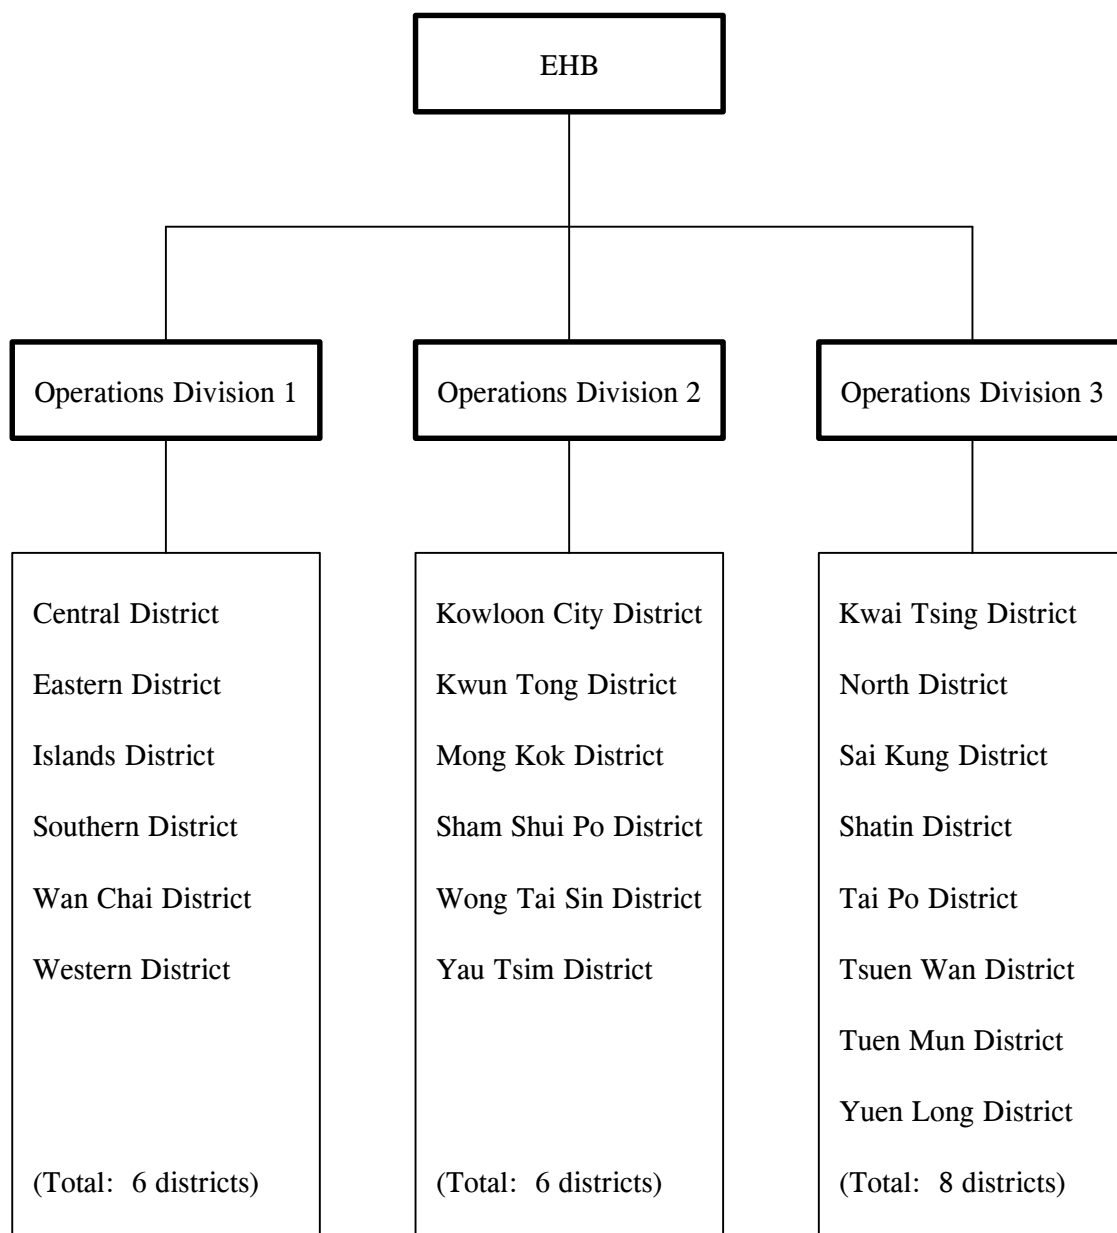 EHB
Operations Division 1
Operations Division 2
Operations Division 3
Central District
Eastern District
Islands District
Southern District
Wan Chai District
Western District
(Total: 6 districts)
Kowloon City District
Kwun Tong District
Mong Kok District
Sham Shui Po District
Wong Tai Sin District
Yau Tsim District
(Total: 6 districts)
Kwai Tsing District
North District
Sai Kung District
Shatin District
Tai Po District
Tsuen Wan District
Tuen Mun District
Yuen Long District
(Total: 8 districts)